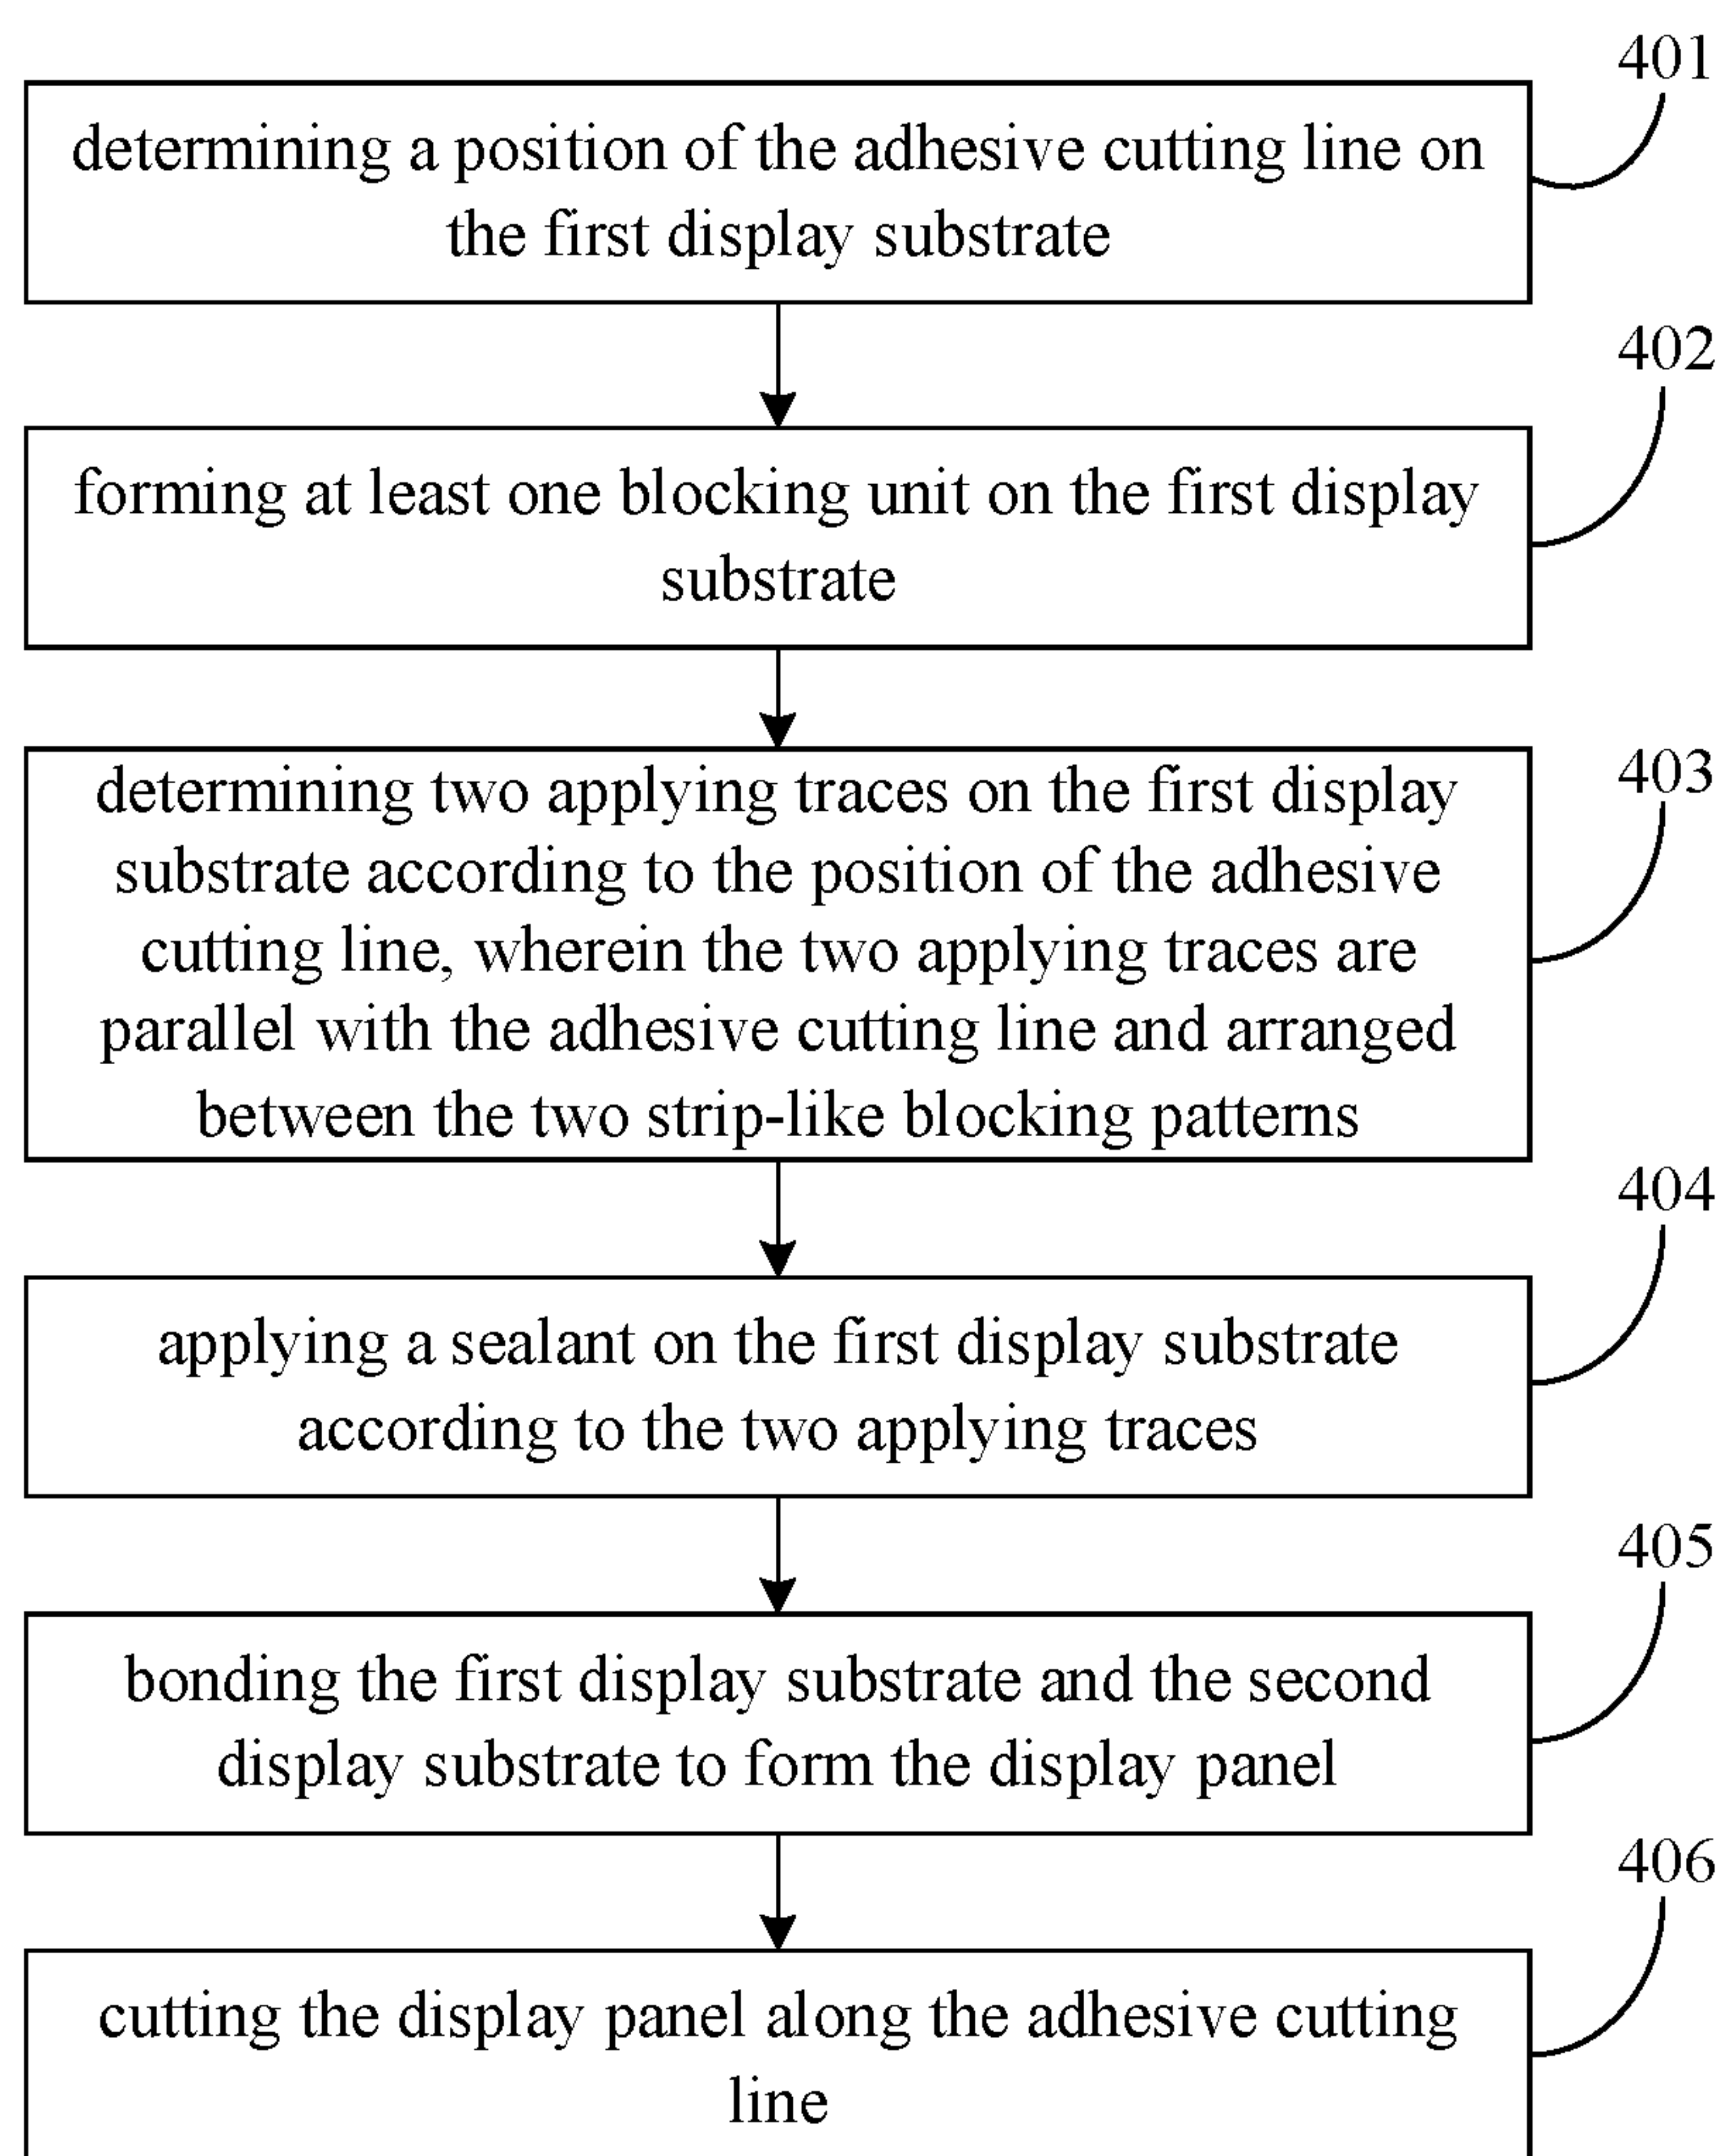 401
determining a position of the adhesive cutting line on
the first display substrate
402
forming at least one blocking unit on the first display
substrate
403
determining two applying traces on the first display
substrate according to the position of the adhesive
cutting line, wherein the two applying traces are
parallel with the adhesive cutting line and arranged
between the two strip-like blocking patterns
404
applying a sealant on the first display substrate
according to the two applying traces
405
bonding the first display substrate and the second
display substrate to form the display panel
406
cutting the display panel along the adhesive cutting
line